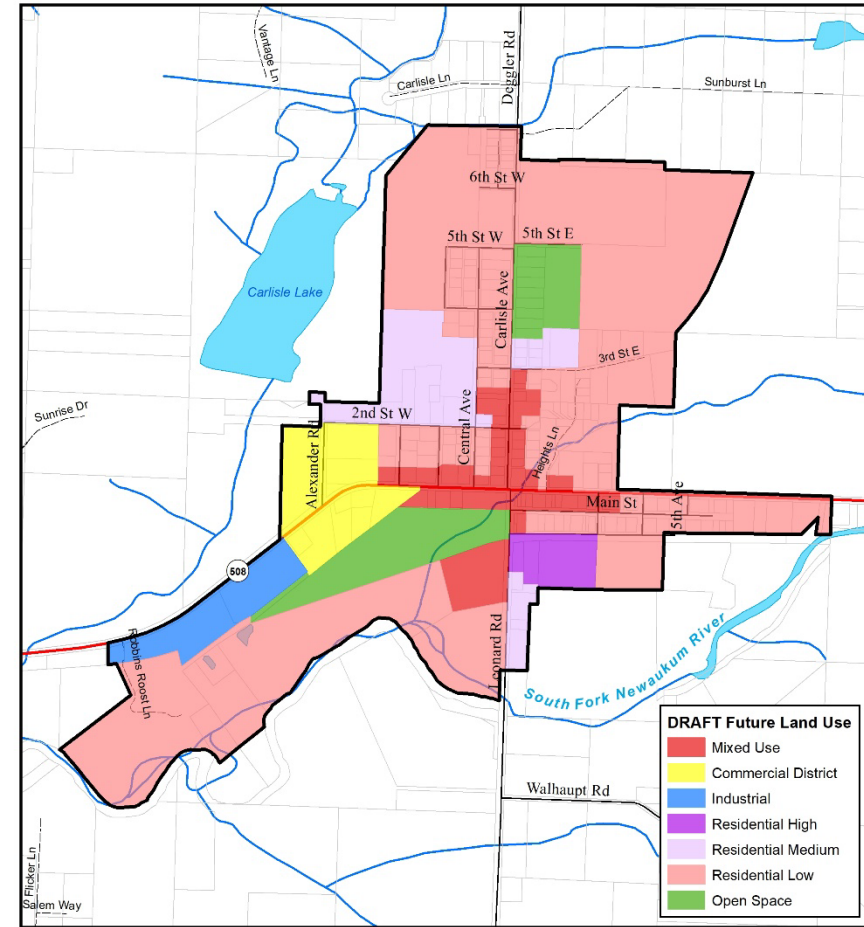 Vantage Ln
Deggler Rd
Carlisle Ln
Sunburst Ln
6th St W
5th St W
5th St E
Carlisle Lake
Carlisle Ave
3rd St E
Sunrise Dr
2nd St W
Central Ave
Heights Ln
Alexander Rd
Main St
5th Ave
508
Robbins Roost Ln
Leonard Rd
South Fork Newaukum River
Walhaupt Rd
Flicker Ln
Salem Way
DRAFT Future Land Use
Mixed Use
Commercial District
Industrial
Residential High
Residential Medium
Residential Low
Open Space